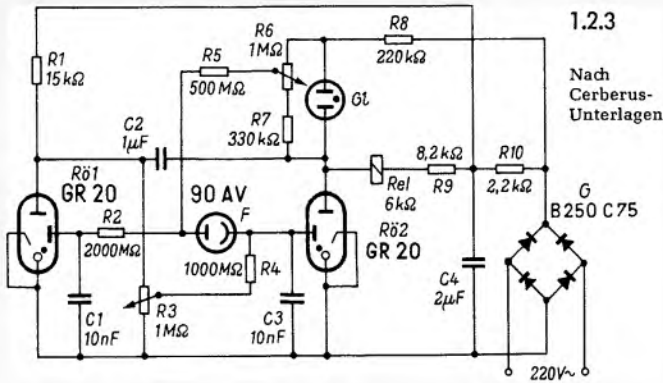 1.2.3
Nach
Cerberus-
Unterlagen
R1
15kΩ
R5
500MΩ
R6
1MΩ
R8
220kΩ
Gl
R7
330kΩ
C2
1µF
Rö1
GR 20
R2
2000MΩ
90 AV
F
1000MΩ
R4
Rel
6kΩ
8,2kΩ
R9
R10
2,2kΩ
Rö2
GR 20
G
B250 C75
C1
10nF
R3
1MΩ
C3
10nF
C4
2µF
220V~